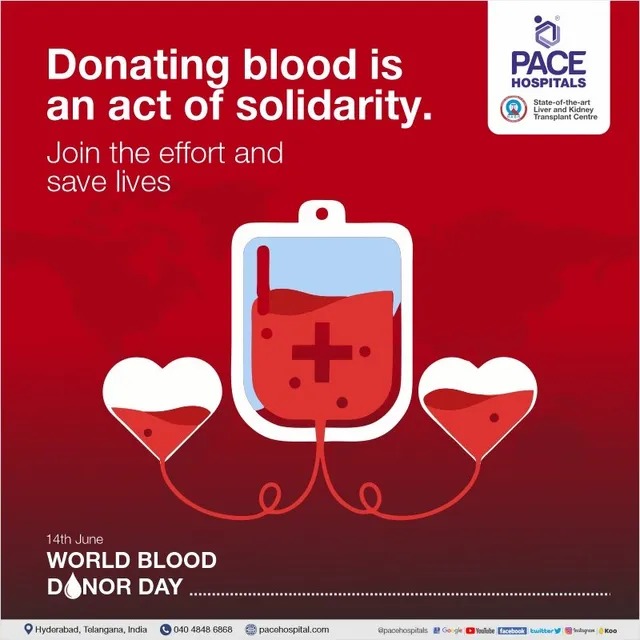 Donating blood is
an act of solidarity.
Join the effort and
save lives
PACE
HOSPITALS
State-of-the-art
Liver and Kidney
Transplant Centre
14th June
WORLD BLOOD
DONOR DAY
Hyderabad, Telangana, India 040 4848 6868 pacehospital.com @pacehospitals Google YouTube facebook twitter Instagram Koo